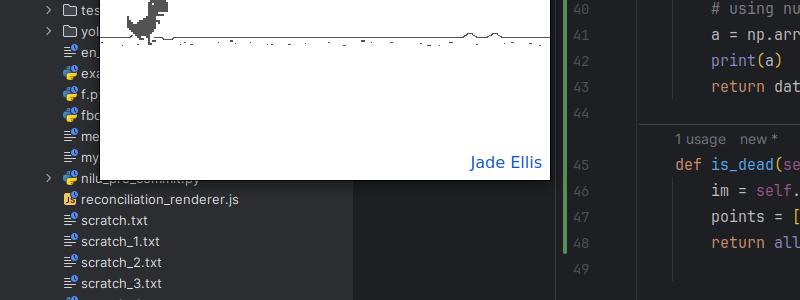 tes
yol
en_
exa
f.py
fbc
me
my
nilu_pre_commit.py
reconciliation_renderer.js
scratch.txt
scratch_1.txt
scratch_2.txt
scratch_3.txt
Jade Ellis
40 # using nu
41 a = np.arr
42 print(a)
43 return dat
44
1 usage new *
45 def is_dead(se
46 im = self.
47 points = [
48 return all
49